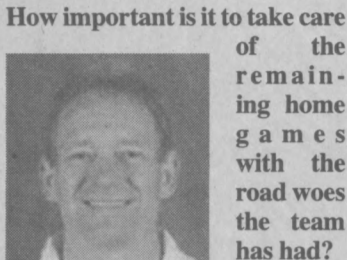 How important is it to take care
of the
remain-
ing home
games
with the
road woes
the team
has had?